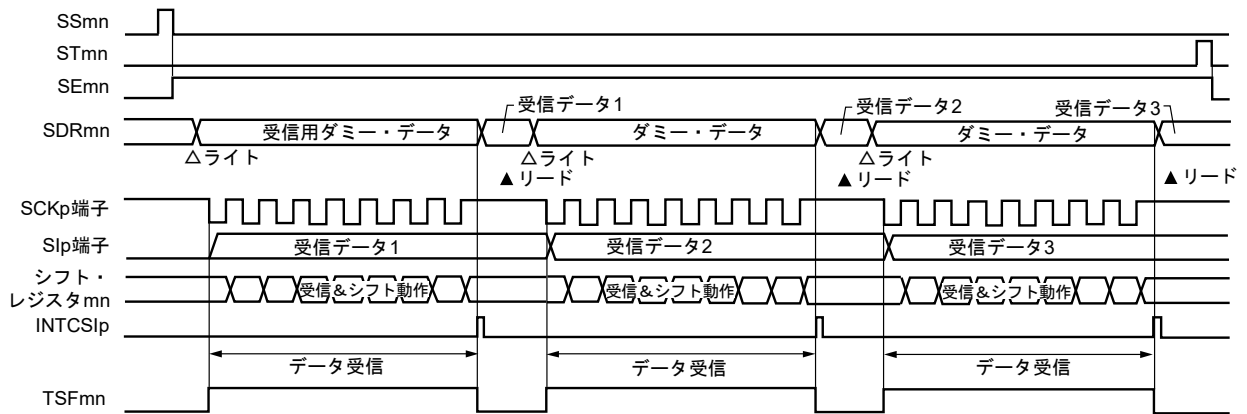 SSmn
STmn
SEmn
受信データ1
受信データ2
受信データ3
SDRmn
受信用ダミー・データ
ダミー・データ
ダミー・データ
△ライト
△ライト
△ライト
▲リード
▲リード
▲リード
SCKp端子
SIp端子
受信データ1
受信データ2
受信データ3
シフト・
レジスタmn
受信&シフト動作
受信&シフト動作
受信&シフト動作
INTCSIp
データ受信
データ受信
データ受信
TSFmn